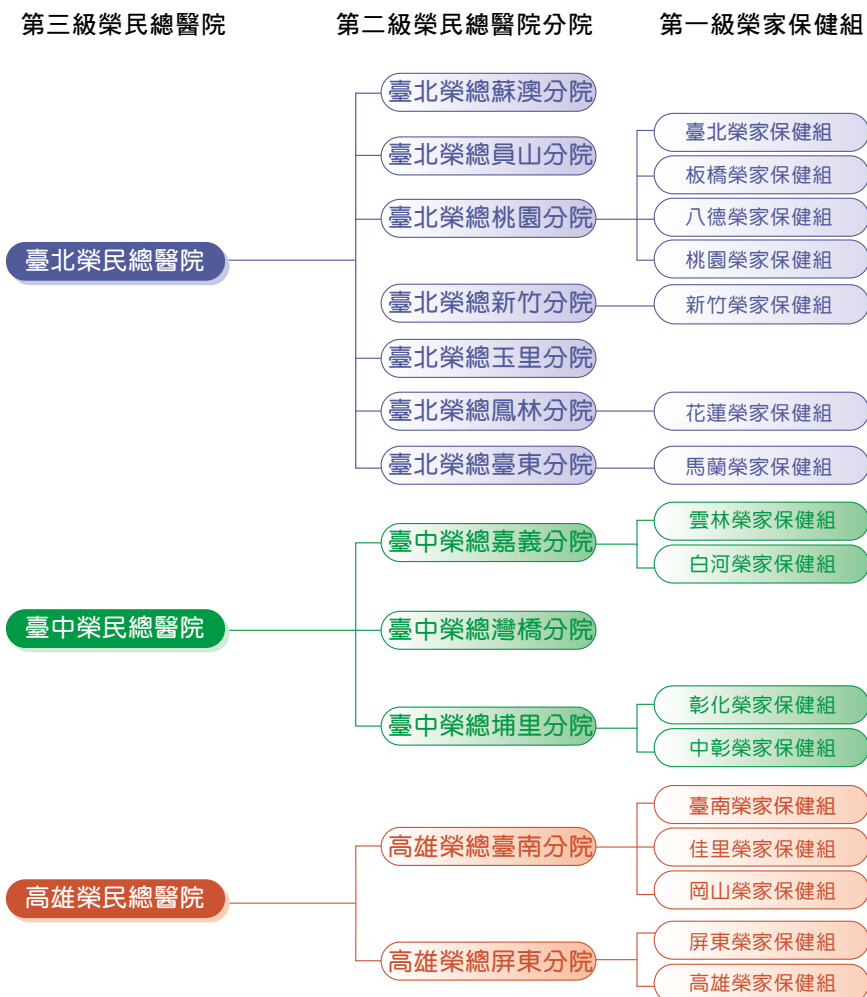 第三級榮民總醫院
第二級榮民總醫院分院
第一級榮家保健組
臺北榮民總醫院
臺北榮總蘇澳分院
臺北榮總員山分院
臺北榮總桃園分院
臺北榮家保健組
板橋榮家保健組
八德榮家保健組
桃園榮家保健組
臺北榮總新竹分院
新竹榮家保健組
臺北榮總玉里分院
臺北榮總鳳林分院
花蓮榮家保健組
臺北榮總臺東分院
馬蘭榮家保健組
臺中榮民總醫院
臺中榮總嘉義分院
雲林榮家保健組
白河榮家保健組
臺中榮總灣橋分院
臺中榮總埔里分院
彰化榮家保健組
中彰榮家保健組
高雄榮民總醫院
高雄榮總臺南分院
臺南榮家保健組
佳里榮家保健組
岡山榮家保健組
高雄榮總屏東分院
屏東榮家保健組
高雄榮家保健組